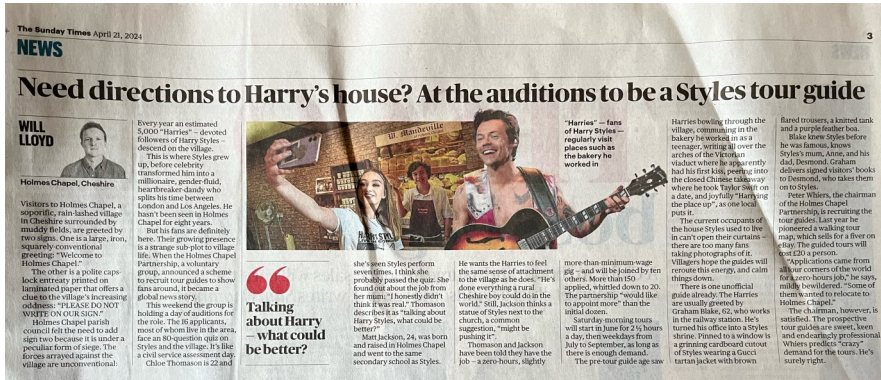 The Sunday Times April 21, 2024
3
NEWS
Need directions to Harry's house? At the auditions to be a Styles tour guide
WILL
LLOYD
Holmes Chapel, Cheshire
Visitors to Holmes Chapel, a
soporific, rain-lashed village
in Cheshire surrounded by
muddy fields, are greeted by
two signs. One is a large, iron,
squarely conventional
greeting: "Welcome to
Holmes Chapel."
The other is a polite caps-
lock entreaty printed on
laminated paper that offers a
clue to the village's increasing
oddness: "PLEASE DO NOT
WRITE ON OUR SIGN."
Holmes Chapel parish
council felt the need to add
sign two because it is under a
peculiar form of siege. The
forces arrayed against the
village are unconventional:
Every year an estimated
5,000 "Harries" – devoted
followers of Harry Styles –
descend on the village.
This is where Styles grew
up, before celebrity
transformed him into a
millionaire, gender-fluid,
heartbreaker-dandy who
splits his time between
London and Los Angeles. He
hasn't been seen in Holmes
Chapel for eight years.
But his fans are definitely
here. Their growing presence
is a strange sub-plot to village
life. When the Holmes Chapel
Partnership, a voluntary
group, announced a scheme
to recruit tour guides to show
fans around, it became a
global news story.
This weekend the group is
holding a day of auditions for
the role. The 16 applicants,
most of whom live in the area,
face an 80-question quiz on
Styles and the village. It's like
a civil service assessment day.
Chloe Thomason is 22 and
W. Mandeville
"Harries" – fans
of Harry Styles –
regularly visit
places such as
the bakery he
worked in
Talking
about Harry
– what could
be better?
she's seen Styles perform
seven times. I think she
probably passed the quiz. She
found out about the job from
her mum: "I honestly didn't
think it was real." Thomason
describes it as "talking about
Harry Styles, what could be
better?"
Matt Jackson, 24, was born
and raised in Holmes Chapel
and went to the same
secondary school as Styles.
He wants the Harries to feel
the same sense of attachment
to the village as he does. "He's
done everything a rural
Cheshire boy could do in the
world." Still, Jackson thinks a
statue of Styles next to the
church, a common
suggestion, "might be
pushing it".
Thomason and Jackson
have been told they have the
job – a zero-hours, slightly
more-than-minimum-wage
gig – and will be joined by ten
others. More than 150
applied, whittled down to 20.
The partnership "would like
to appoint more" than the
initial dozen.
Saturday-morning tours
will start in June for 2½ hours
a day, then weekdays from
July to September, as long as
there is enough demand.
The pre-tour guide age saw
Harries bowling through the
village, communing in the
bakery he worked in as a
teenager, writing all over the
arches of the Victorian
viaduct where he apparently
had his first kiss, peering into
the closed Chinese takeaway
where he took Taylor Swift on
a date, and joyfully "Harrying
the place up", as one local
puts it.
The current occupants of
the house Styles used to live
in can't open their curtains –
there are too many fans
taking photographs of it.
Villagers hope the guides will
reroute this energy, and calm
things down.
There is one unofficial
guide already. The Harries
are usually greeted by
Graham Blake, 62, who works
in the railway station. He's
turned his office into a Styles
shrine. Pinned to a window is
a grinning cardboard cutout
of Styles wearing a Gucci
tartan jacket with brown
flared trousers, a knitted tank
and a purple feather boa.
Blake knew Styles before
he was famous, knows
Styles's mum, Anne, and his
dad, Desmond. Graham
delivers signed visitors' books
to Desmond, who takes them
on to Styles.
Peter Whiers, the chairman
of the Holmes Chapel
Partnership, is recruiting the
tour guides. Last year he
pioneered a walking tour
map, which sells for a fiver on
eBay. The guided tours will
cost £20 a person.
"Applications came from
all four corners of the world
for a zero-hours job," he says,
mildly bewildered. "Some of
them wanted to relocate to
Holmes Chapel."
The chairman, however, is
satisfied. The prospective
tour guides are sweet, keen
and endearingly professional.
Whiers predicts "crazy"
demand for the tours. He's
surely right.